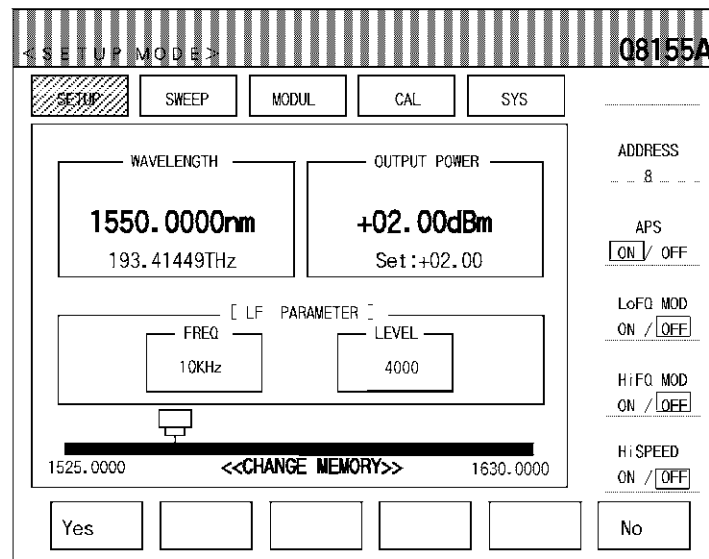 <SETUP MODE>
Q8155A
SETUP SWEEP MODUL CAL SYS
WAVELENGTH
1550.0000nm
193.41449THz
OUTPUT POWER
+02.00dBm
Set:+02.00
[ LF PARAMETER ]
FREQ
10KHz
LEVEL
4000
1525.0000 <<CHANGE MEMORY>> 1630.0000
ADDRESS
8
APS
ON / OFF
LoFQ MOD
ON / OFF
HiFQ MOD
ON / OFF
HiSPEED
ON / OFF
Yes
No